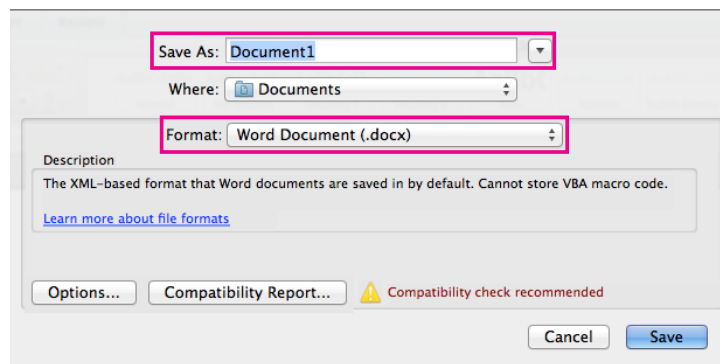 Save As: Document1
Where: Documents
Format: Word Document (.docx)
Description
The XML-based format that Word documents are saved in by default. Cannot store VBA macro code.
Learn more about file formats
Options... Compatibility Report... Compatibility check recommended
Cancel Save